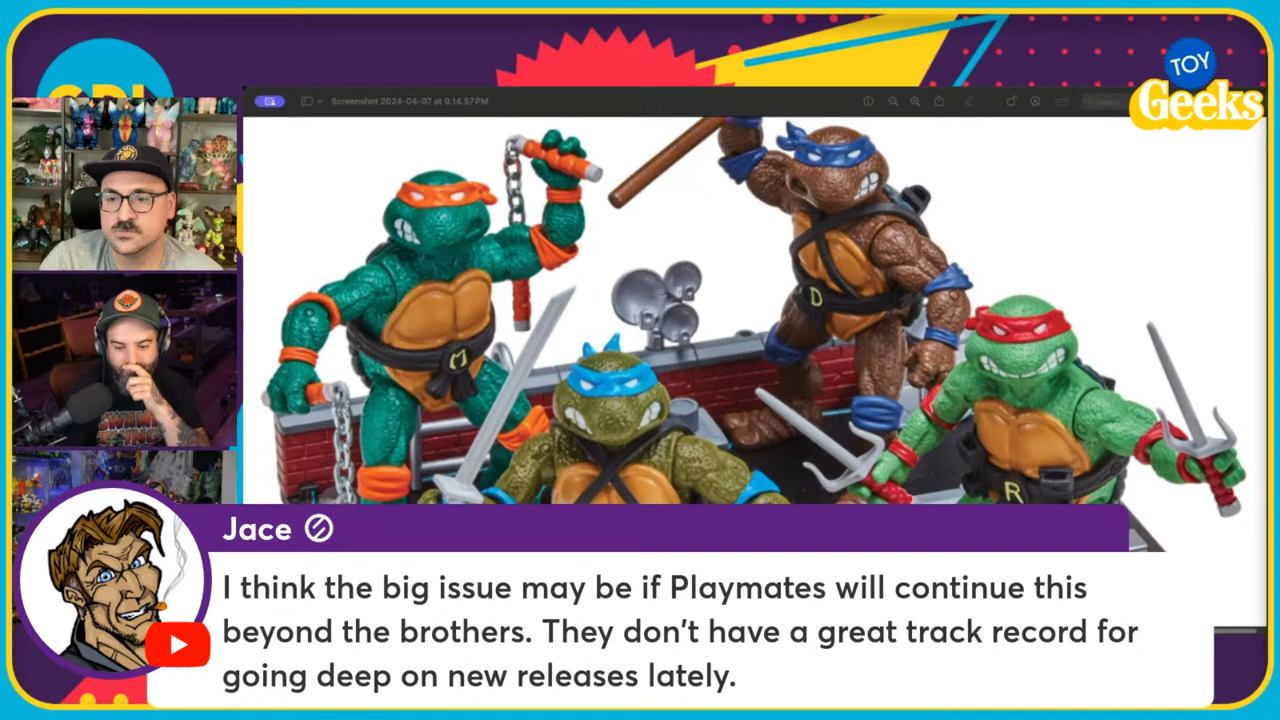 TOY
Geeks
Screenshot 2024-04-07 at 9.14.57 PM
M
D
R
SWAMP
THING
Jace
I think the big issue may be if Playmates will continue this
beyond the brothers. They don't have a great track record for
going deep on new releases lately.